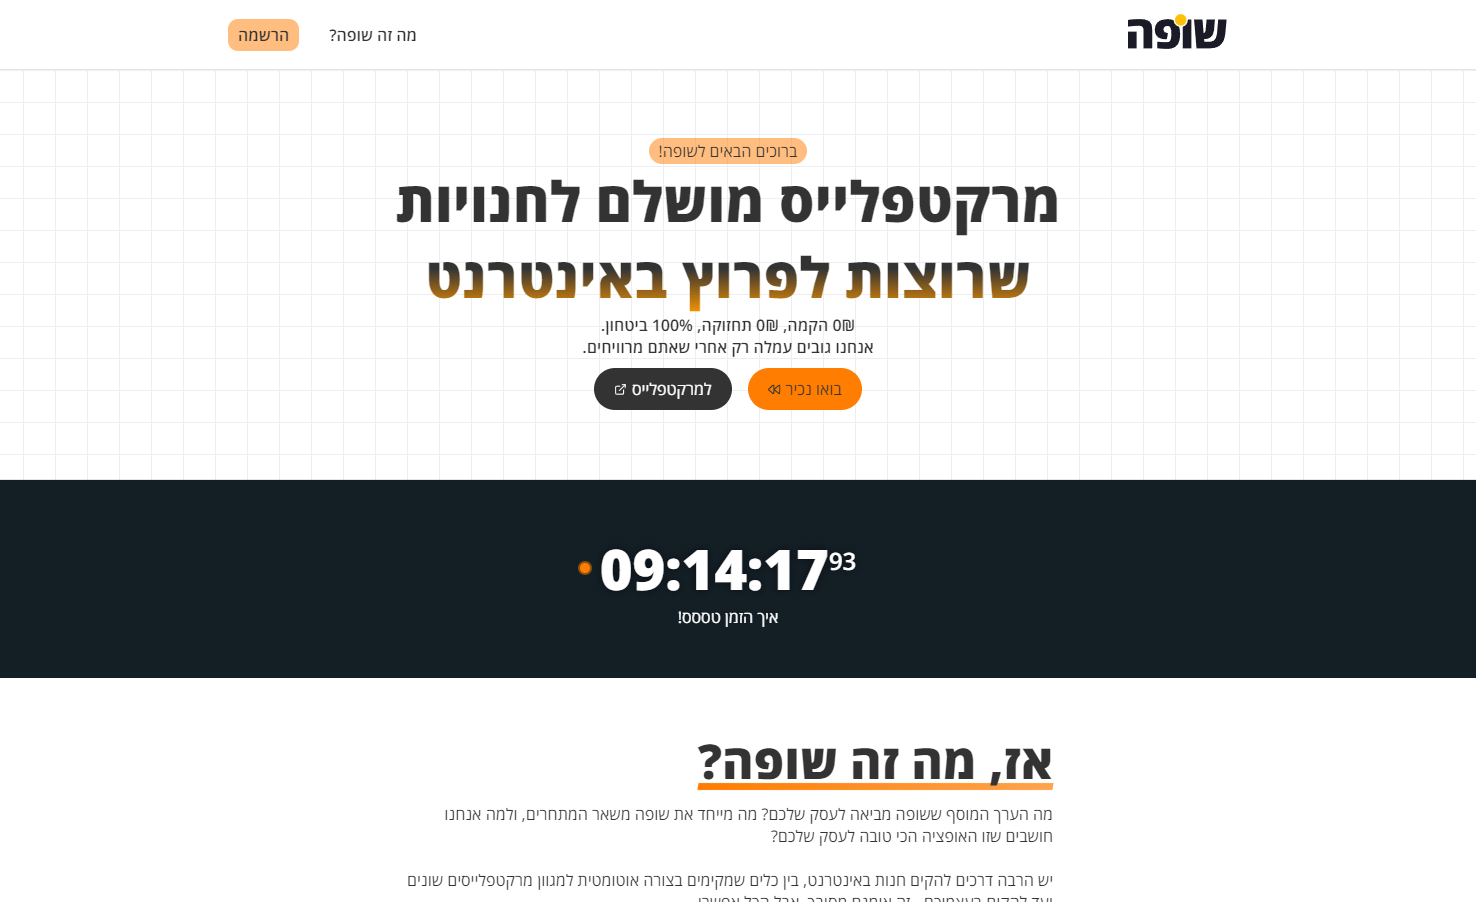 שופה
מה זה שופה?
הרשמה
ברוכים הבאים לשופה!
מרקטפלייס מושלם לחנויות
שרוצות לפרוץ באינטרנט
0₪ הקמה, 0₪ תחזוקה, 100% ביטחון.
אנחנו גובים עמלה רק אחרי שאתם מרוויחים.
בואו נכיר
למרקטפלייס
09:14:17 93
איך הזמן טסססס!
אז, מה זה שופה?
מה הערך המוסף ששופה מביאה לעסק שלכם? מה מייחד את שופה משאר המתחרים, ולמה אנחנו
חושבים שזו האופציה הכי טובה לעסק שלכם?
יש הרבה דרכים להקים חנות באינטרנט, בין כלים שמקימים בצורה אוטומטית למגוון מרקטפלייסים שונים